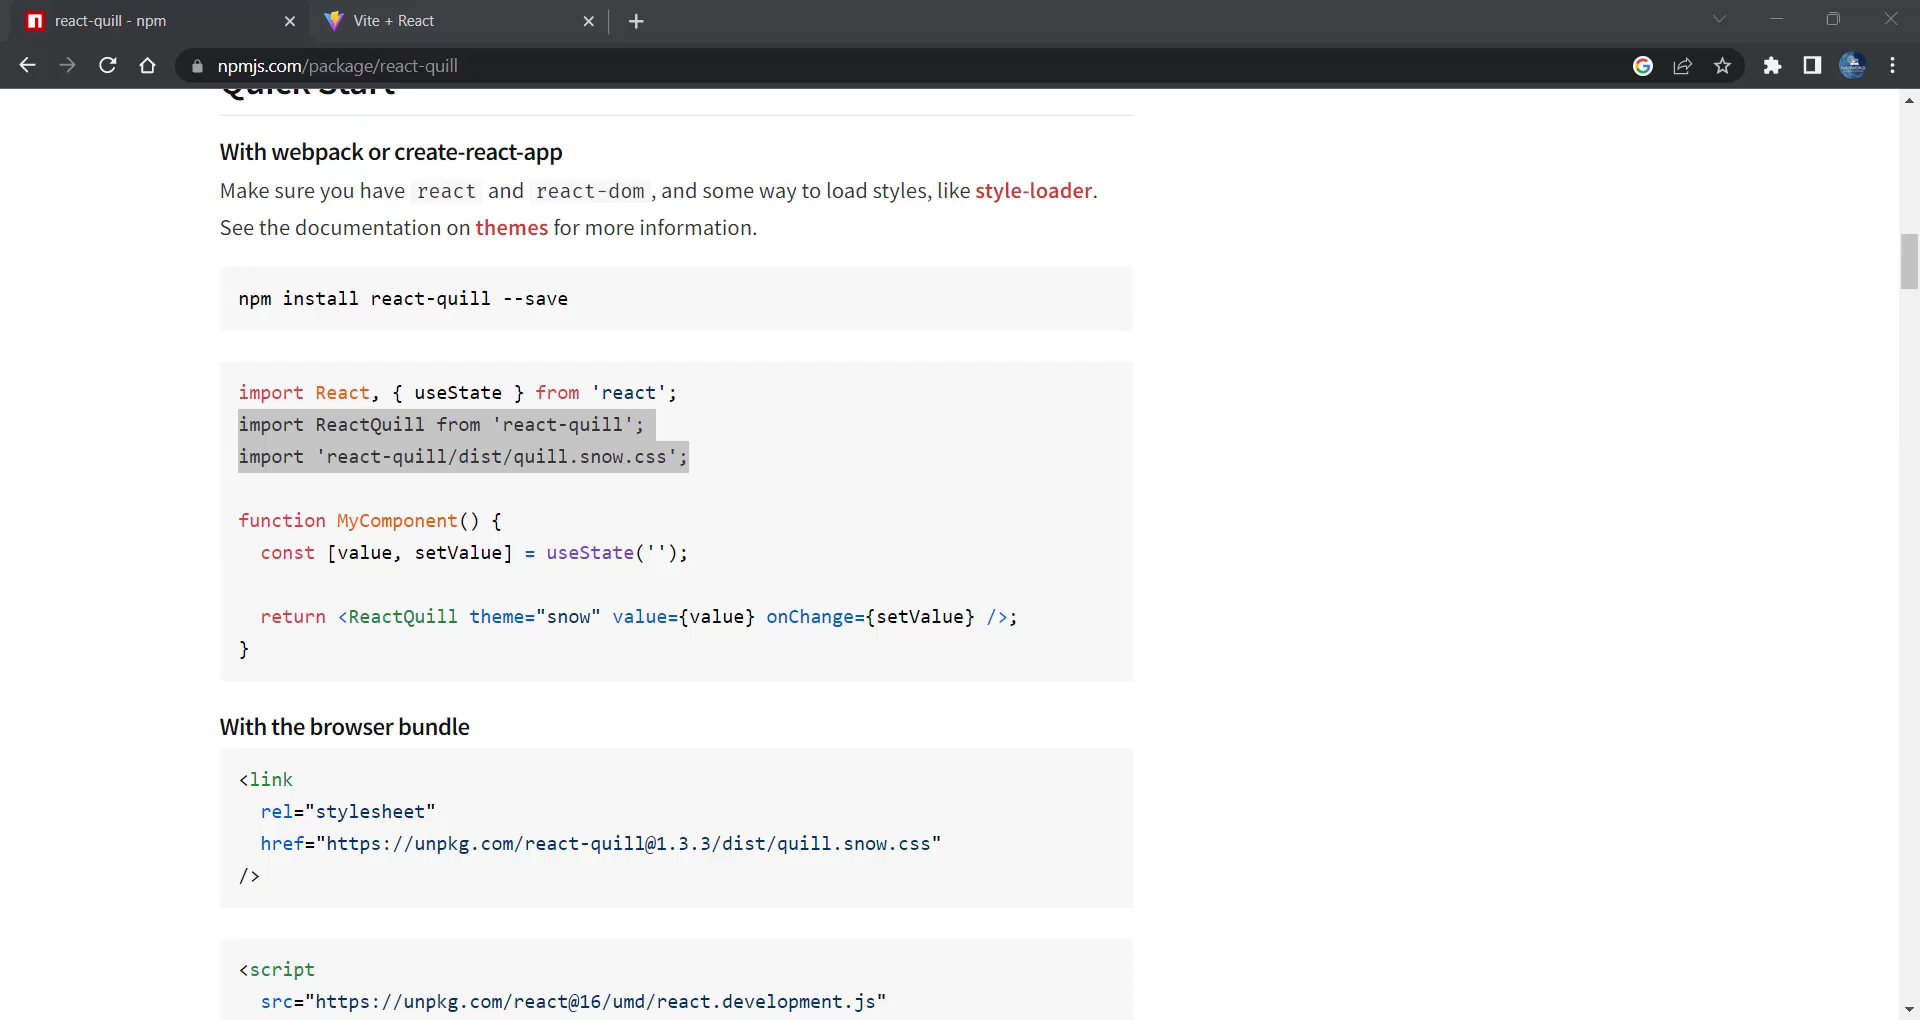 react-quill - npm
Vite + React
npmjs.com/package/react-quill
Quick Start
With webpack or create-react-app
Make sure you have react and react-dom, and some way to load styles, like style-loader.
See the documentation on themes for more information.
npm install react-quill --save
import React, { useState } from 'react';
import ReactQuill from 'react-quill';
import 'react-quill/dist/quill.snow.css';
function MyComponent() {
  const [value, setValue] = useState('');
  return <ReactQuill theme="snow" value={value} onChange={setValue} />;
}
With the browser bundle
<link
  rel="stylesheet"
  href="https://unpkg.com/react-quill@1.3.3/dist/quill.snow.css"
/>
<script
  src="https://unpkg.com/react@16/umd/react.development.js"